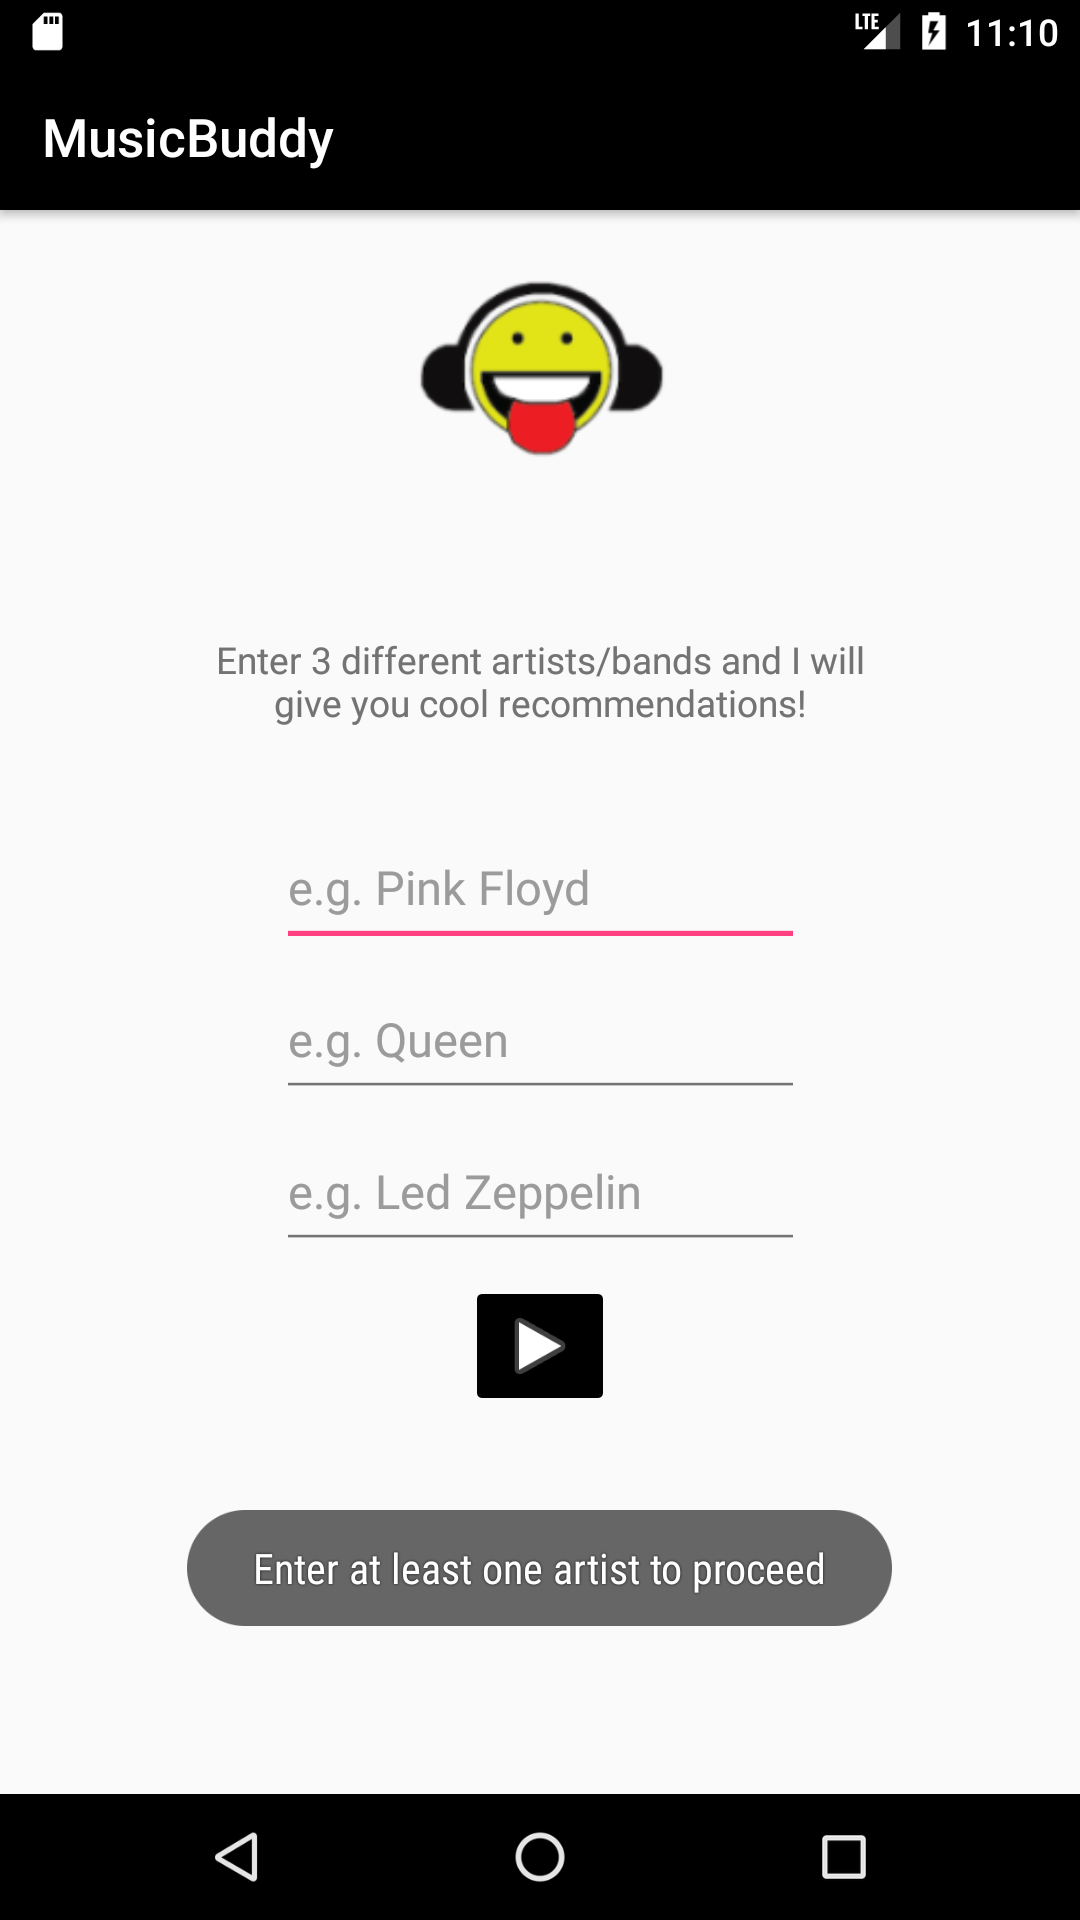 LTE 11:10
MusicBuddy
Enter 3 different artists/bands and I will
give you cool recommendations!
e.g. Pink Floyd
e.g. Queen
e.g. Led Zeppelin
Enter at least one artist to proceed